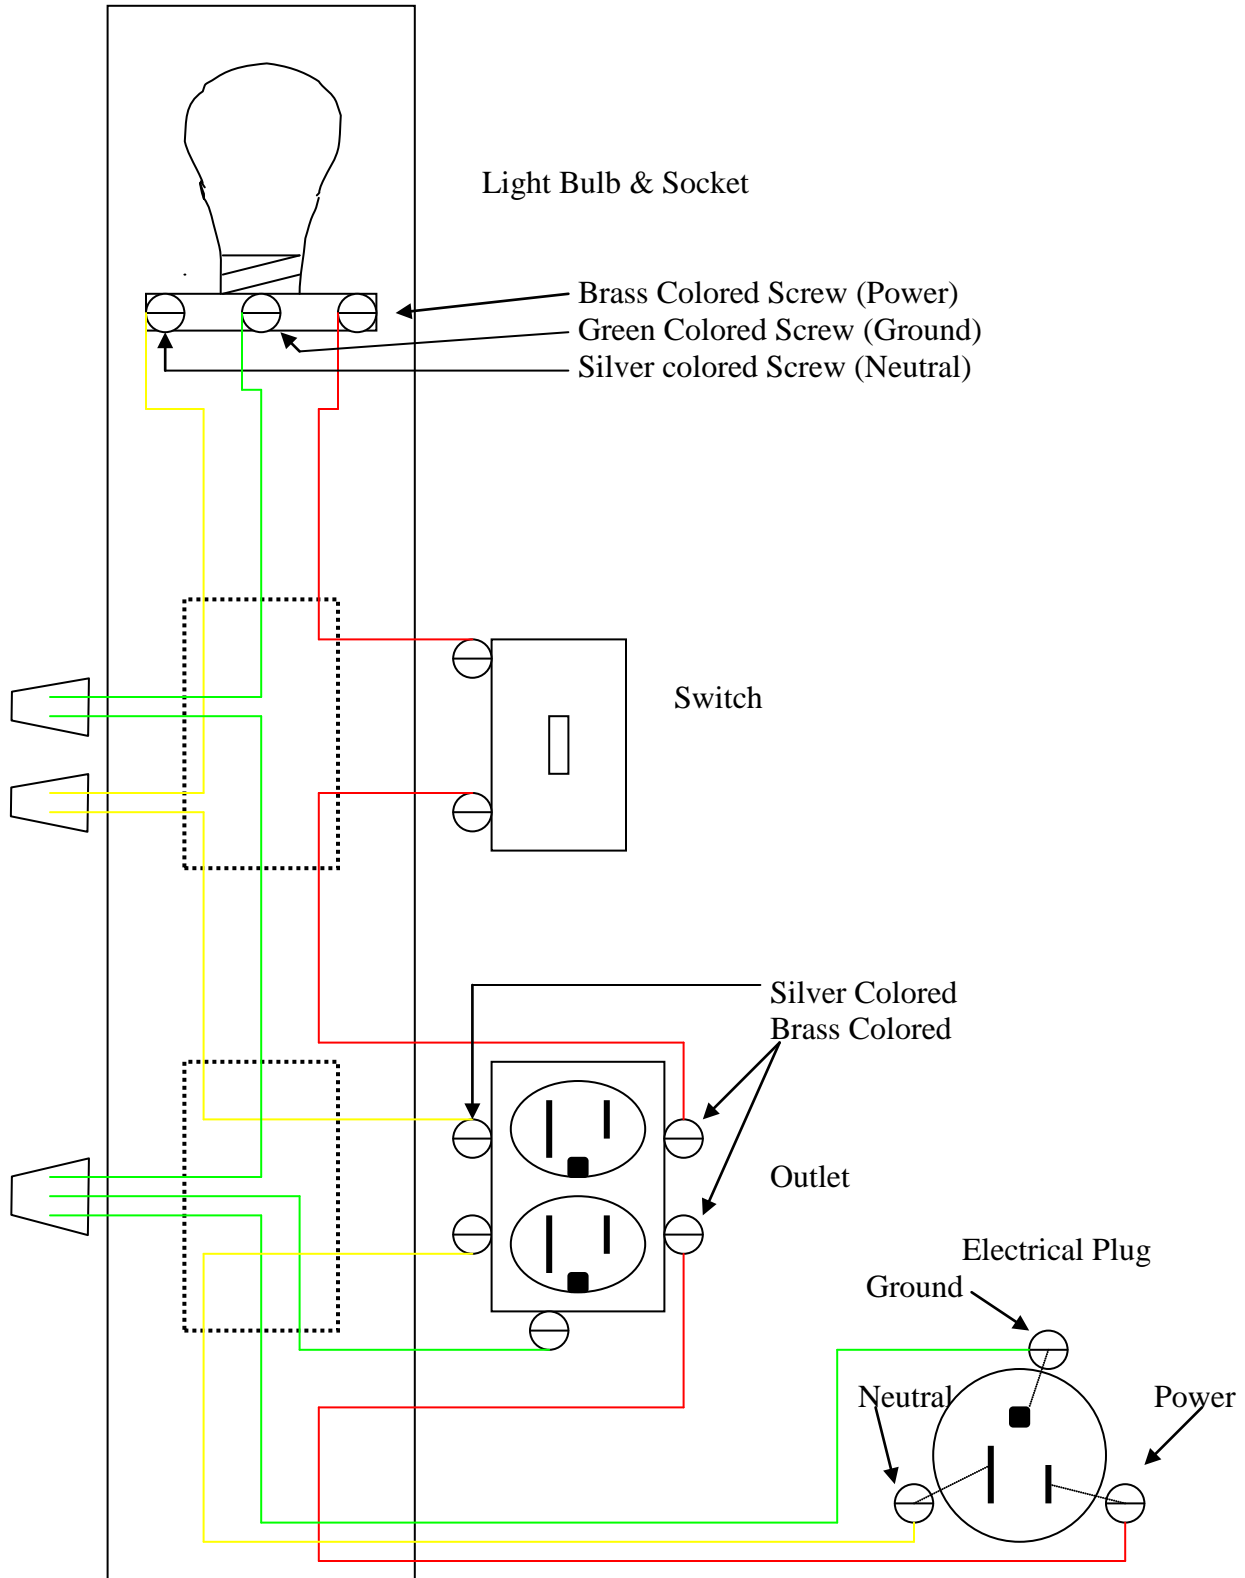 Light Bulb & Socket
Brass Colored Screw (Power)
Green Colored Screw (Ground)
Silver colored Screw (Neutral)
Switch
Silver Colored
Brass Colored
Outlet
Electrical Plug
Ground
Neutral
Power